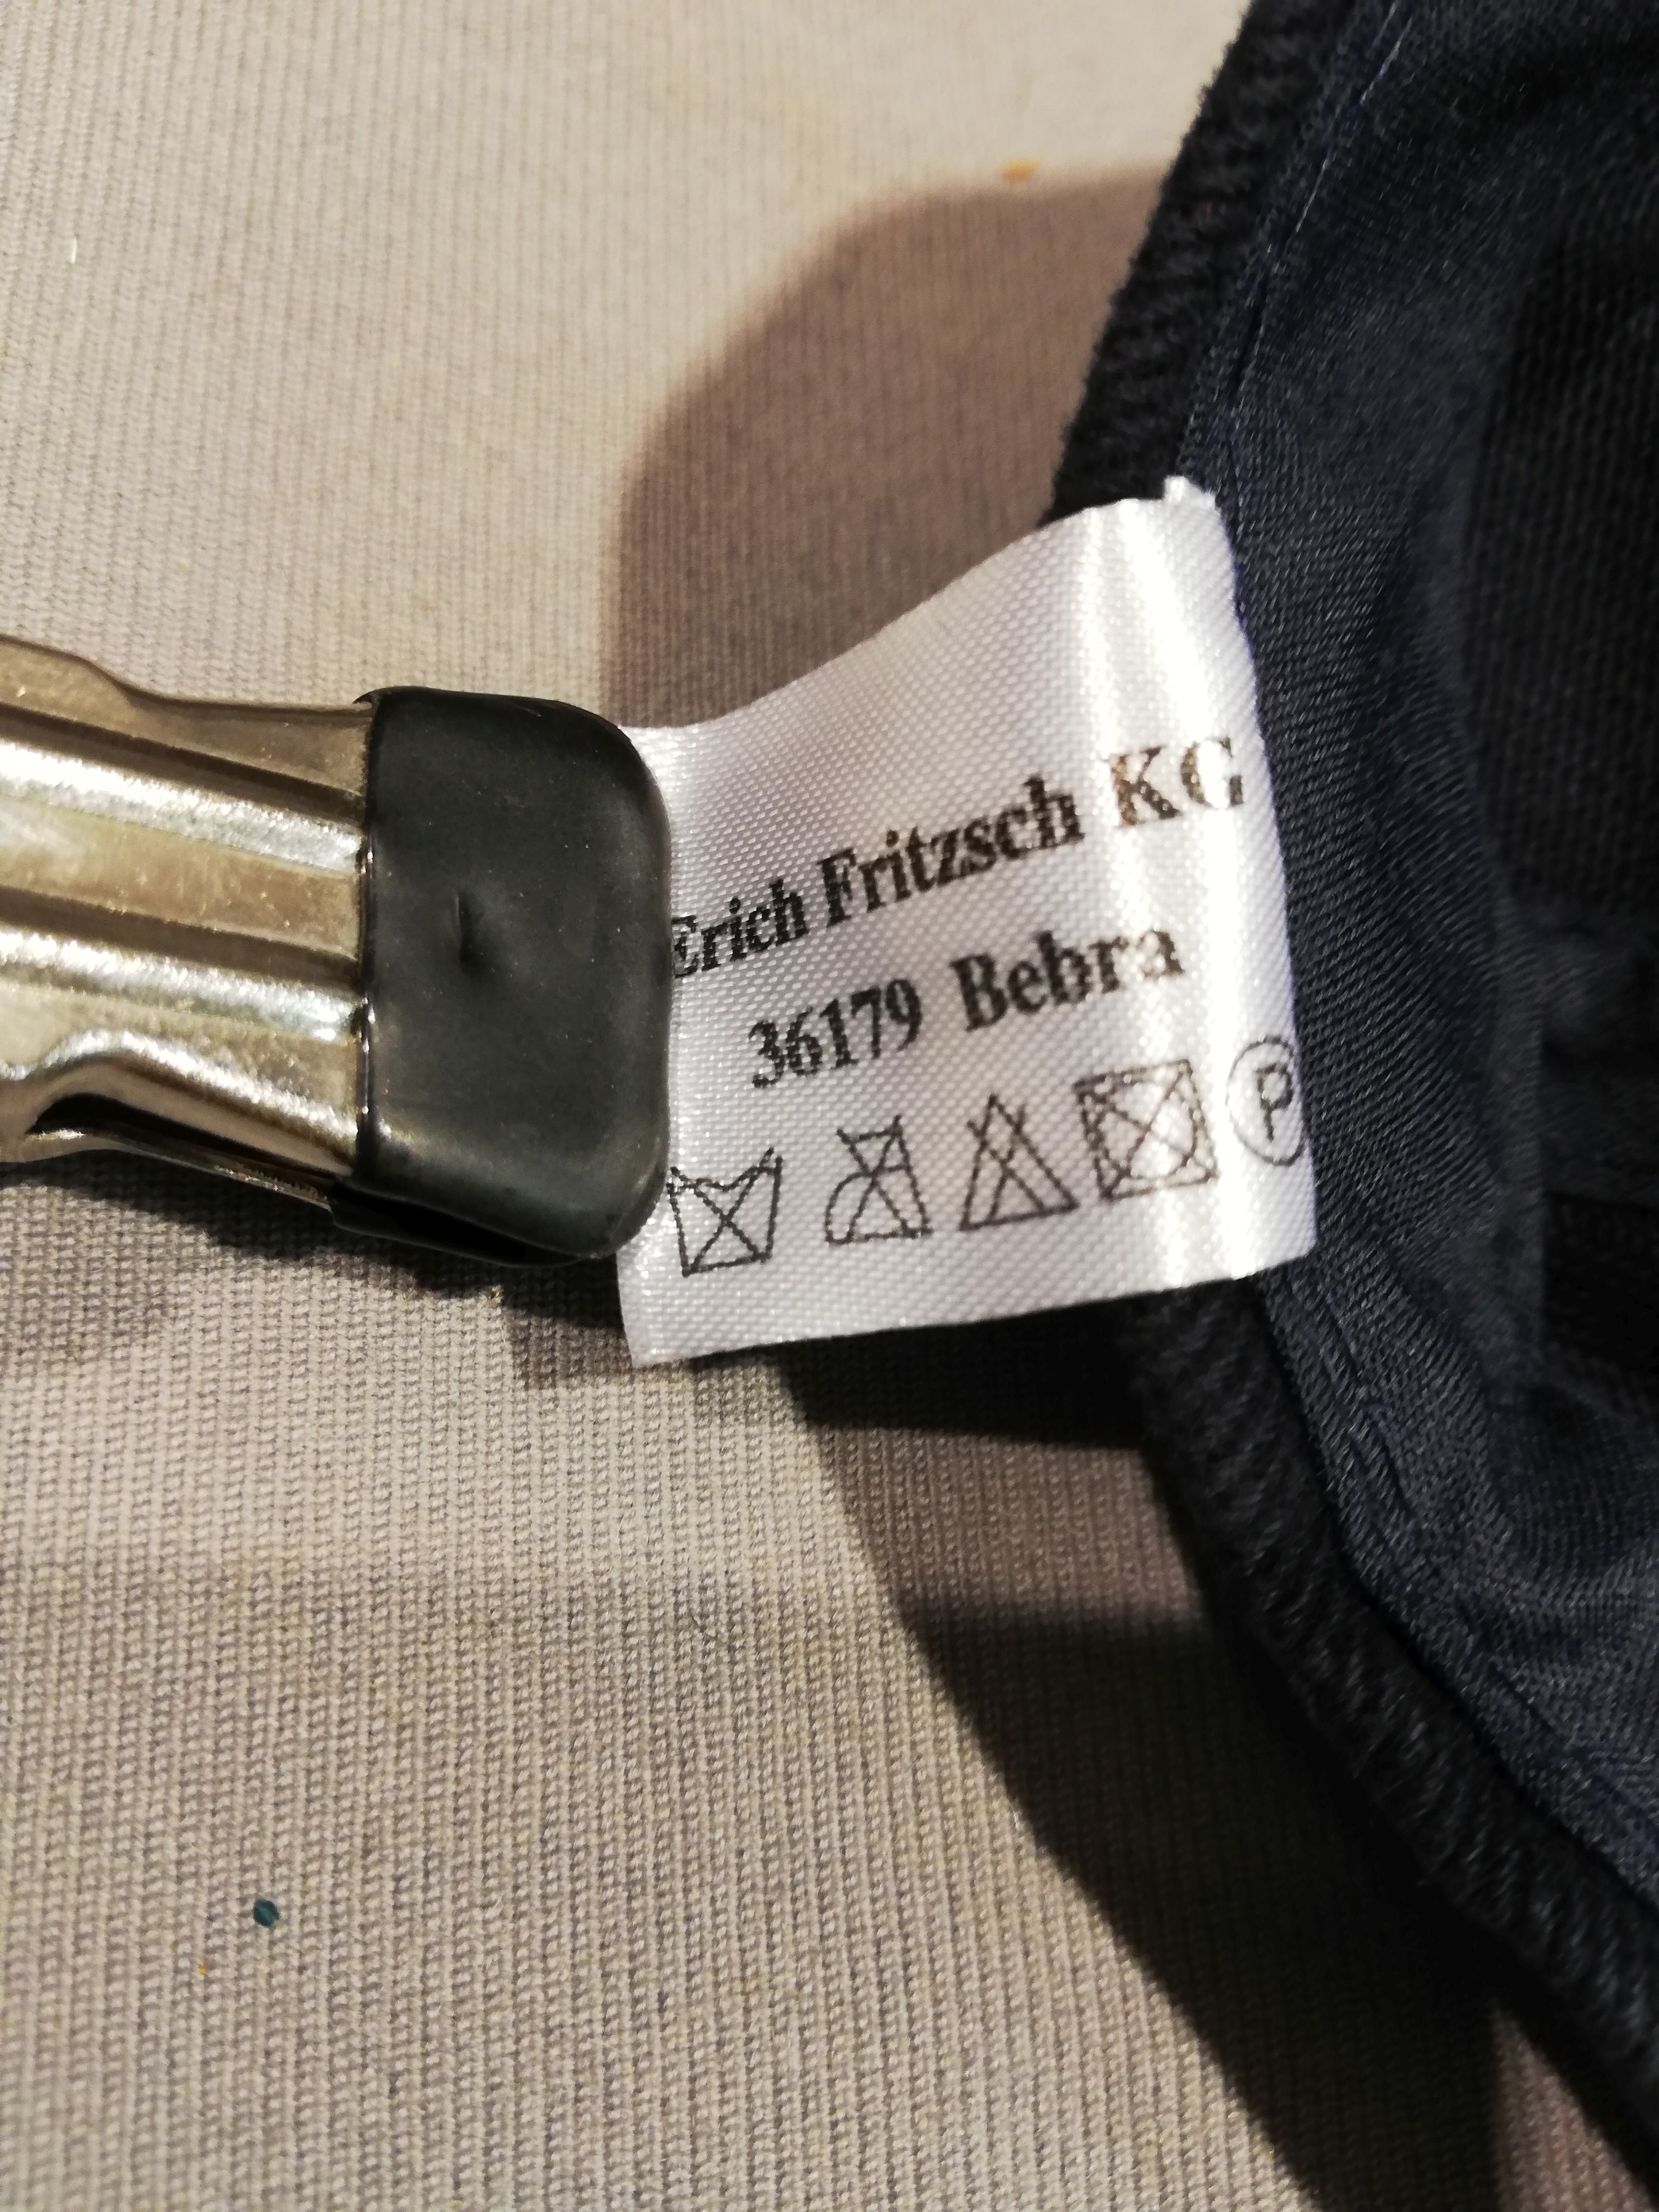 Erich Fritzsch KG
36179 Bebra
P